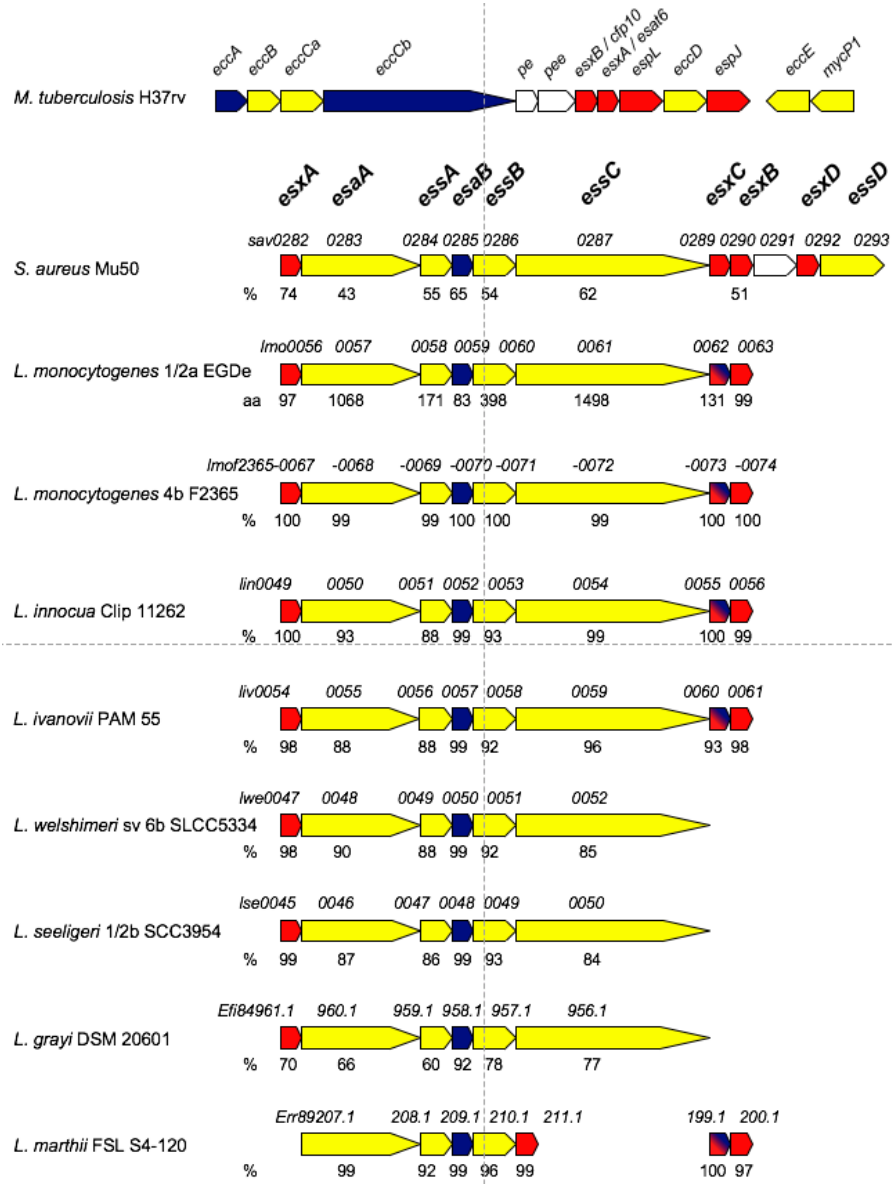 eccA eccB eccCa eccCb pe pee esxB / cfp10 esxA / esat6 espL eccD espJ eccE mycP1
M. tuberculosis H37rv
esxA esaA essA esaB essB essC esxC esxB esxD essD
sav0282 0283 0284 0285 0286 0287 0289 0290 0291 0292 0293
S. aureus Mu50
% 74 43 55 65 54 62 51
lmo0056 0057 0058 0059 0060 0061 0062 0063
L. monocytogenes 1/2a EGDe
aa 97 1068 171 83 398 1498 131 99
lmof2365-0067 -0068 -0069 -0070 -0071 -0072 -0073 -0074
L. monocytogenes 4b F2365
% 100 99 99 100 100 99 100 100
lin0049 0050 0051 0052 0053 0054 0055 0056
L. innocua Clip 11262
% 100 93 88 99 93 99 100 99
liv0054 0055 0056 0057 0058 0059 0060 0061
L. ivanovii PAM 55
% 98 88 88 99 92 96 93 98
lwe0047 0048 0049 0050 0051 0052
L. welshimeri sv 6b SLCC5334
% 98 90 88 99 92 85
lse0045 0046 0047 0048 0049 0050
L. seeligeri 1/2b SCC3954
% 99 87 86 99 93 84
Efi84961.1 960.1 959.1 958.1 957.1 956.1
L. grayi DSM 20601
% 70 66 60 92 78 77
Err89207.1 208.1 209.1 210.1 211.1 199.1 200.1
L. marthii FSL S4-120
% 99 92 99 96 99 100 97